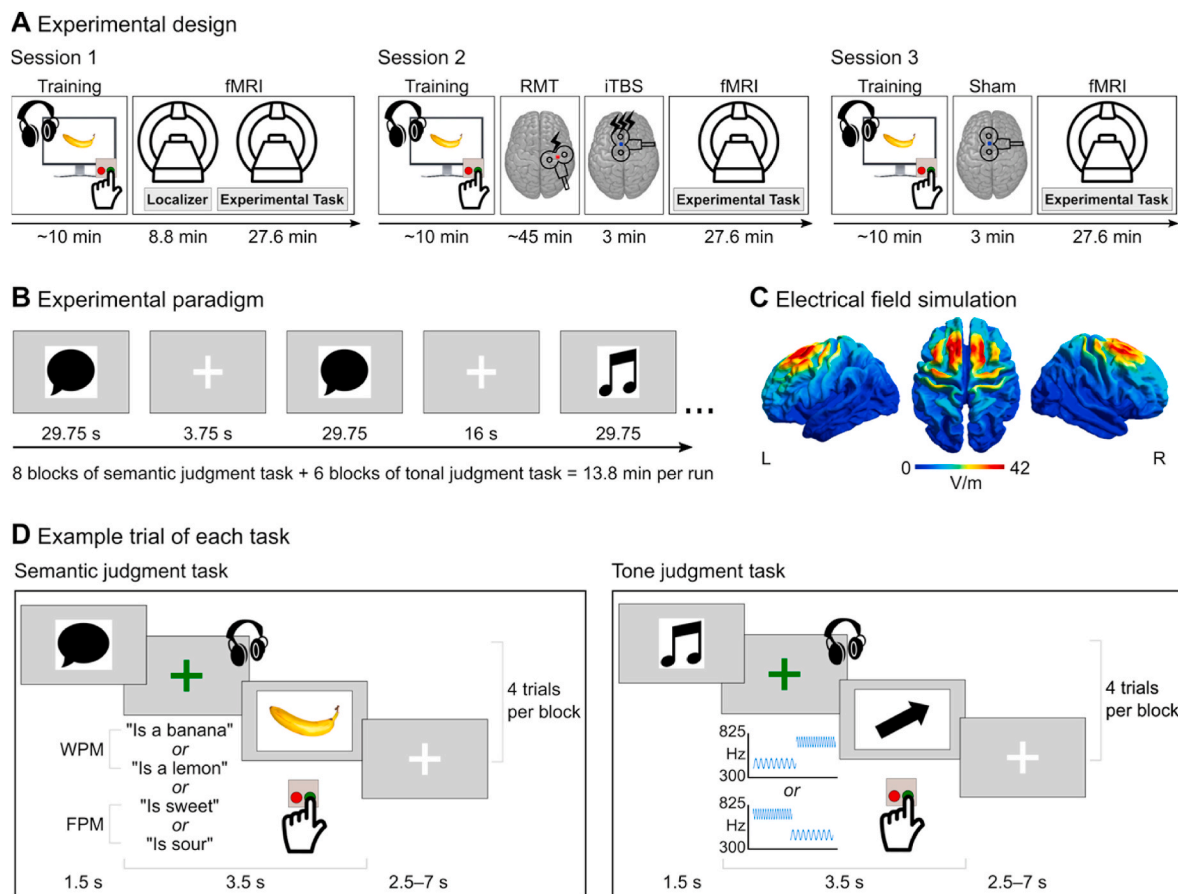 A Experimental design
Session 1
Session 2
Session 3
Training fMRI
Training RMT iTBS fMRI
Training Sham fMRI
Localizer Experimental Task
Experimental Task
Experimental Task
~10 min 8.8 min 27.6 min
~10 min ~45 min 3 min 27.6 min
~10 min 3 min 27.6 min
B Experimental paradigm
...
29.75 s 3.75 s 29.75 16 s 29.75
8 blocks of semantic judgment task + 6 blocks of tonal judgment task = 13.8 min per run
C Electrical field simulation
L R
0 42
V/m
D Example trial of each task
Semantic judgment task
4 trials
per block
WPM
"Is a banana"
or
"Is a lemon"
or
FPM
"Is sweet"
or
"Is sour"
1.5 s 3.5 s 2.5–7 s
Tone judgment task
4 trials
per block
825
Hz
300
or
825
Hz
300
1.5 s 3.5 s 2.5–7 s